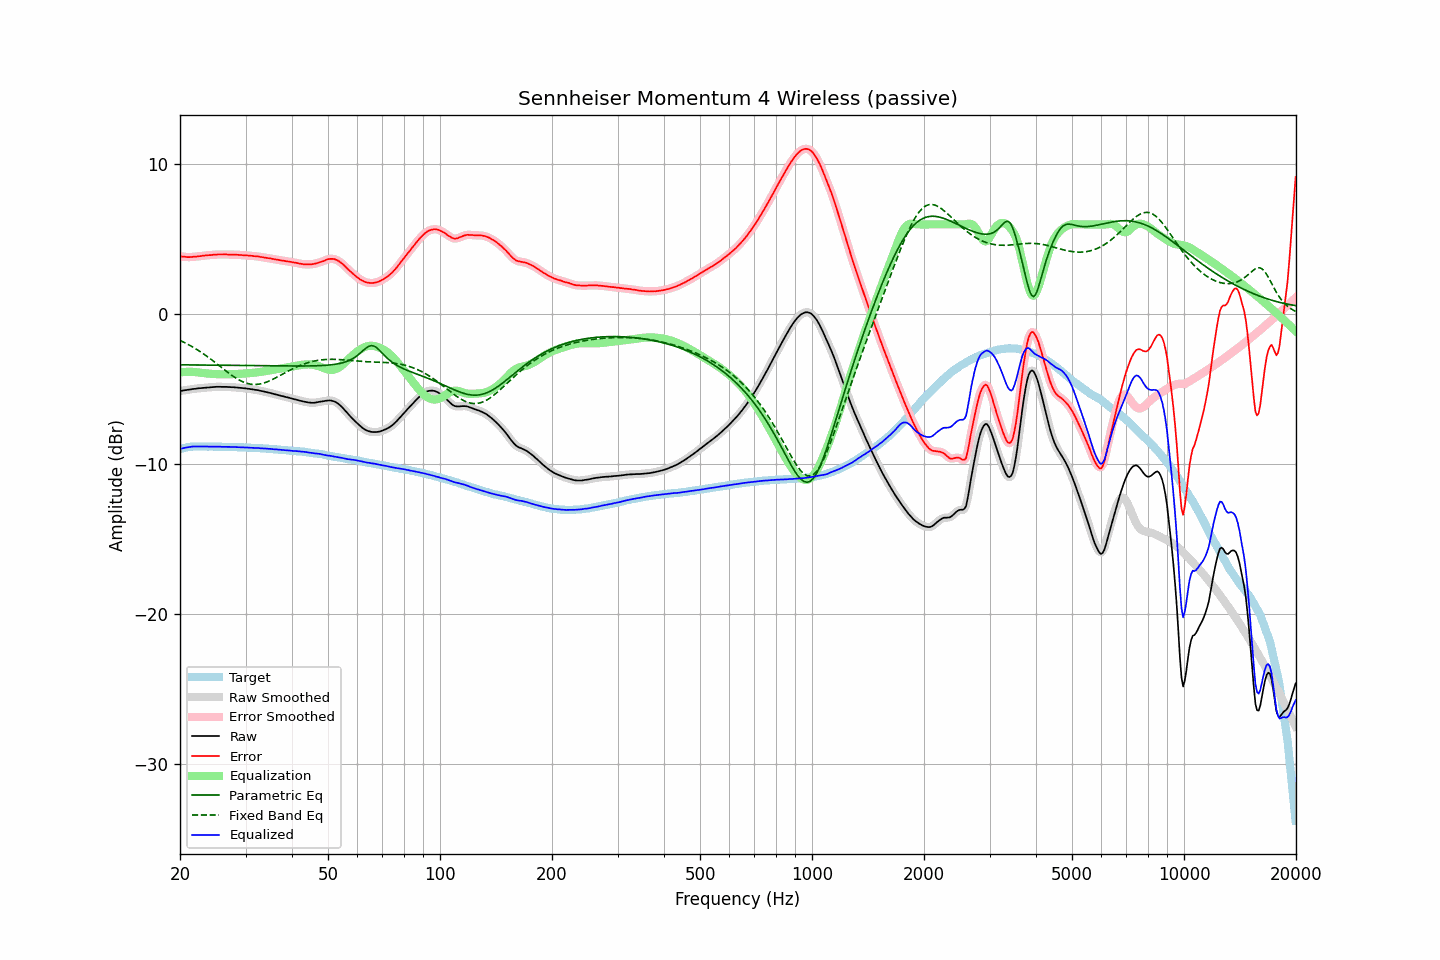 Sennheiser Momentum 4 Wireless (passive)
Amplitude (dBr)
10
0
−10
−20
−30
Target
Raw Smoothed
Error Smoothed
Raw
Error
Equalization
Parametric Eq
Fixed Band Eq
Equalized
20 50 100 200 500 1000 2000 5000 10000 20000
Frequency (Hz)